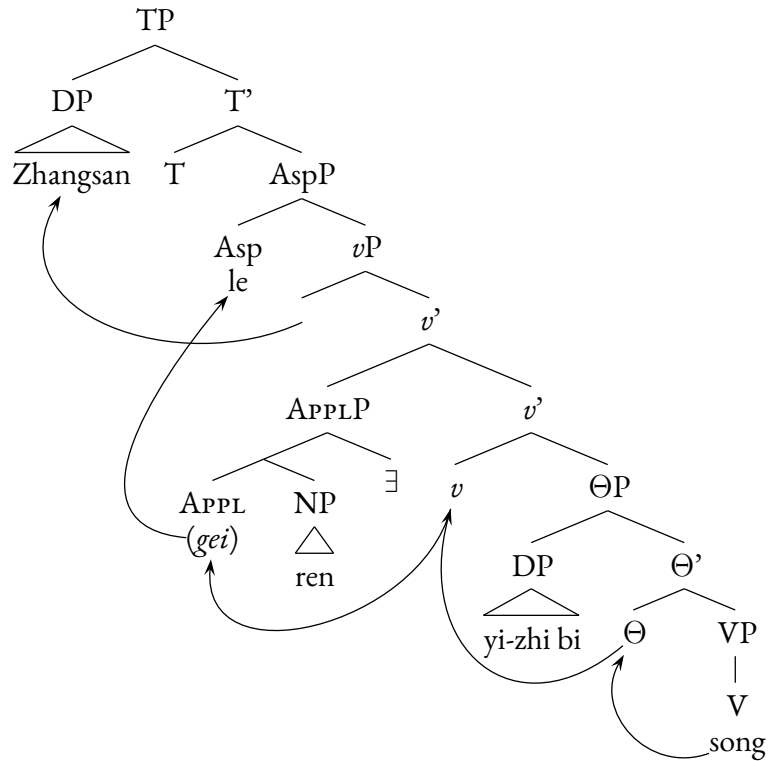 TP
DP T’
Zhangsan T AspP
Asp vP
le
v’
APPLP v’
APPL NP ∃ v ΘP
(gei) ren
DP Θ’
yi-zhi bi Θ VP
V
song